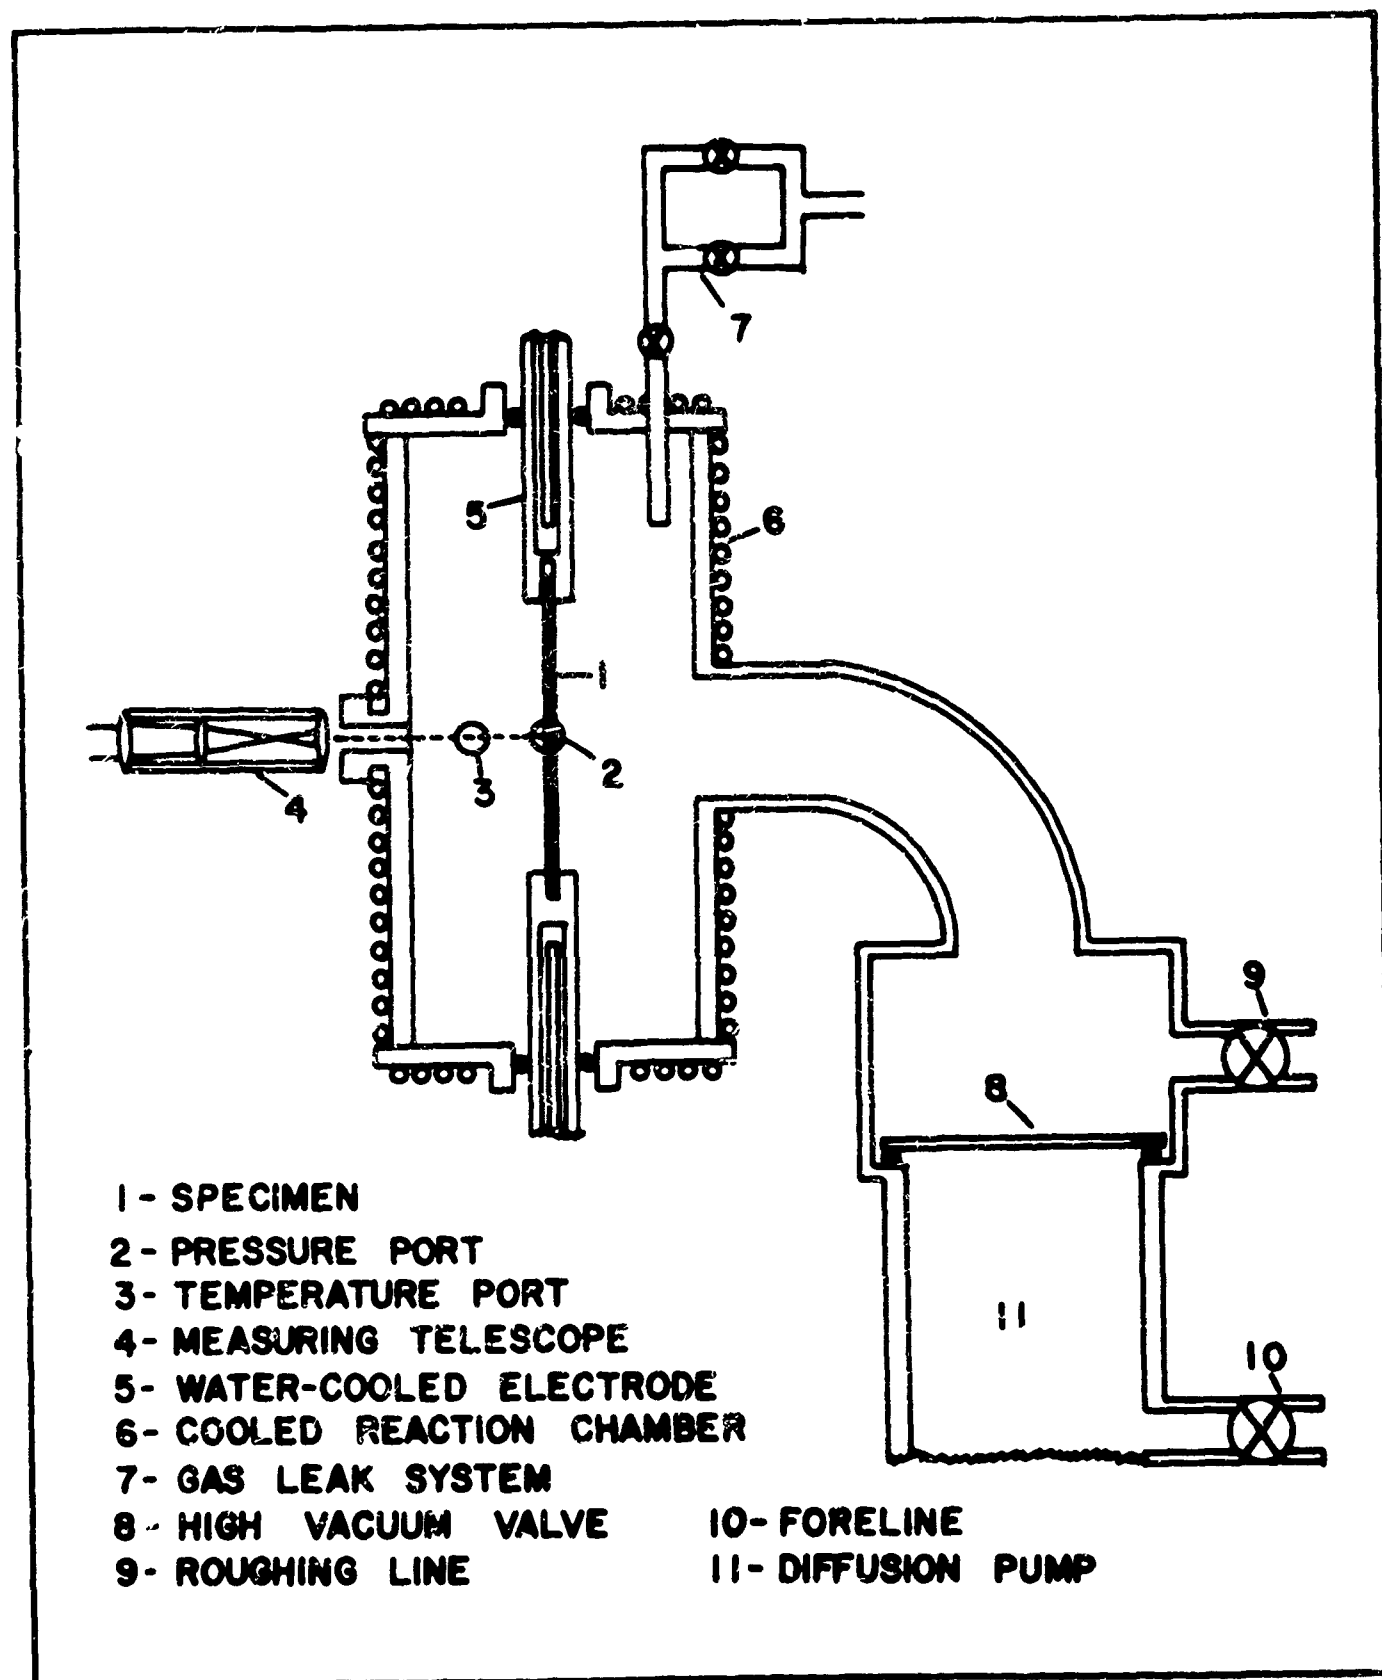 7
5
6
1
2
3
4
9
8
11
10
1 - SPECIMEN
2 - PRESSURE PORT
3 - TEMPERATURE PORT
4 - MEASURING TELESCOPE
5 - WATER-COOLED ELECTRODE
6 - COOLED REACTION CHAMBER
7 - GAS LEAK SYSTEM
8 - HIGH VACUUM VALVE
9 - ROUGHING LINE
10 - FORELINE
11 - DIFFUSION PUMP